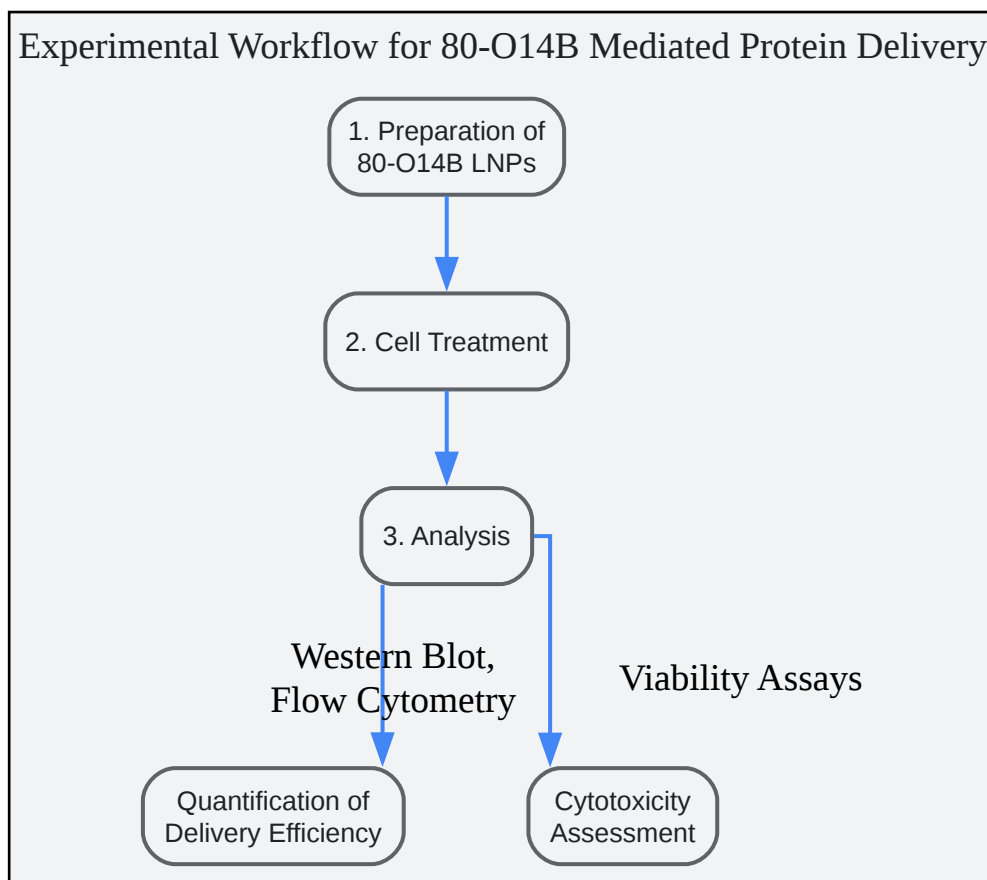 Experimental Workflow for 80-O14B Mediated Protein Delivery
1. Preparation of
80-O14B LNPs
2. Cell Treatment
3. Analysis
Western Blot,
Flow Cytometry
Viability Assays
Quantification of
Delivery Efficiency
Cytotoxicity
Assessment